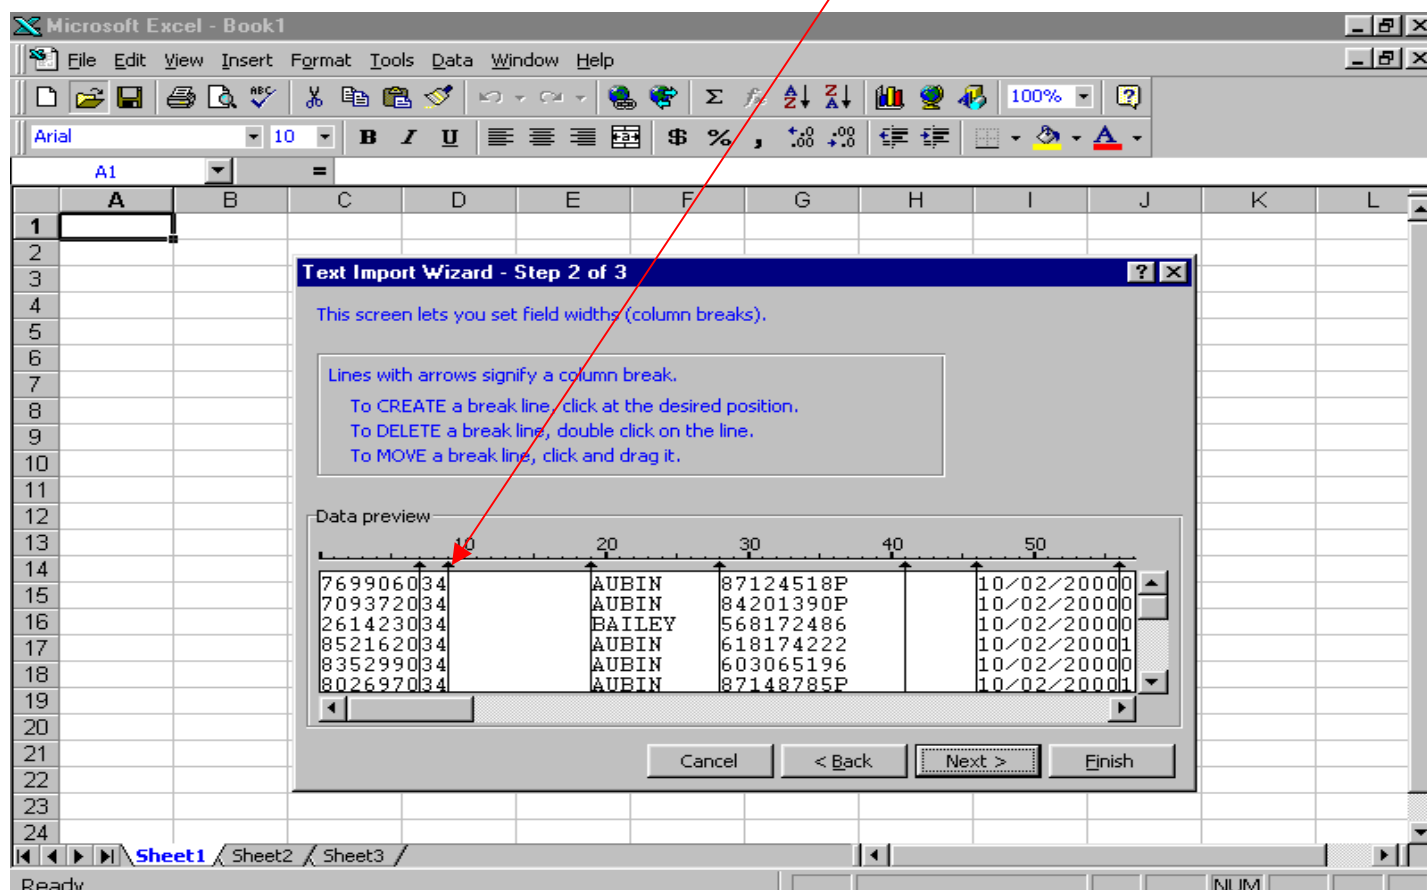 Microsoft Excel - Book1
File Edit View Insert Format Tools Data Window Help
ABC Σ fx A Z Z A 100% ?
Arial 10 B I U a $ % , .0 .00 .00 .0 A
A1 =
A B C D E F G H I J K L
1
2
3
4
5
6
7
8
9
10
11
12
13
14
15
16
17
18
19
20
21
22
23
24
Text Import Wizard - Step 2 of 3 ?
This screen lets you set field widths (column breaks).
Lines with arrows signify a column break.
To CREATE a break line, click at the desired position.
To DELETE a break line, double click on the line.
To MOVE a break line, click and drag it.
Data preview
10 20 30 40 50
769906034 AUBIN 87124518P 10/02/20000
709372034 AUBIN 84201390P 10/02/20000
261423034 BAILEY 568172486 10/02/20000
852162034 AUBIN 618174222 10/02/20001
835299034 AUBIN 603065196 10/02/20000
802697034 AUBIN 87148785P 10/02/20001
Cancel < Back Next > Finish
Sheet1 Sheet2 Sheet3
Ready NUM